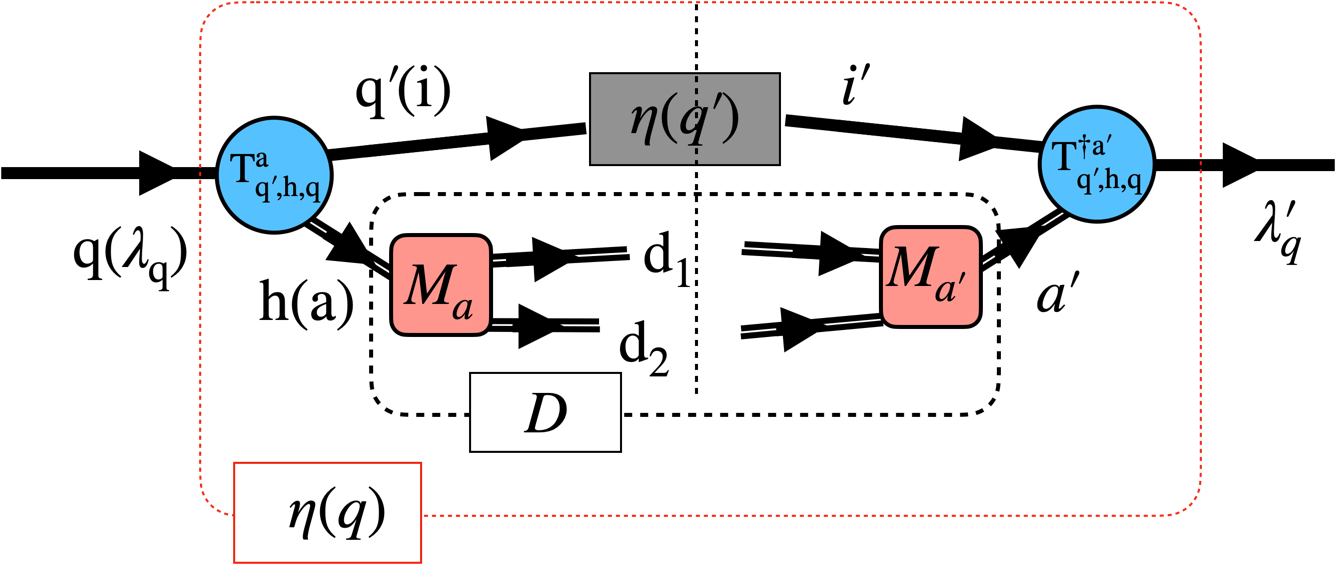 q′(i)
η(q′)
i′
T^a_{q′,h,q}
T^{†a′}_{q′,h,q}
q(λ_q)
λ′_q
h(a)
M_a
d_1
d_2
M_{a′}
a′
D
η(q)